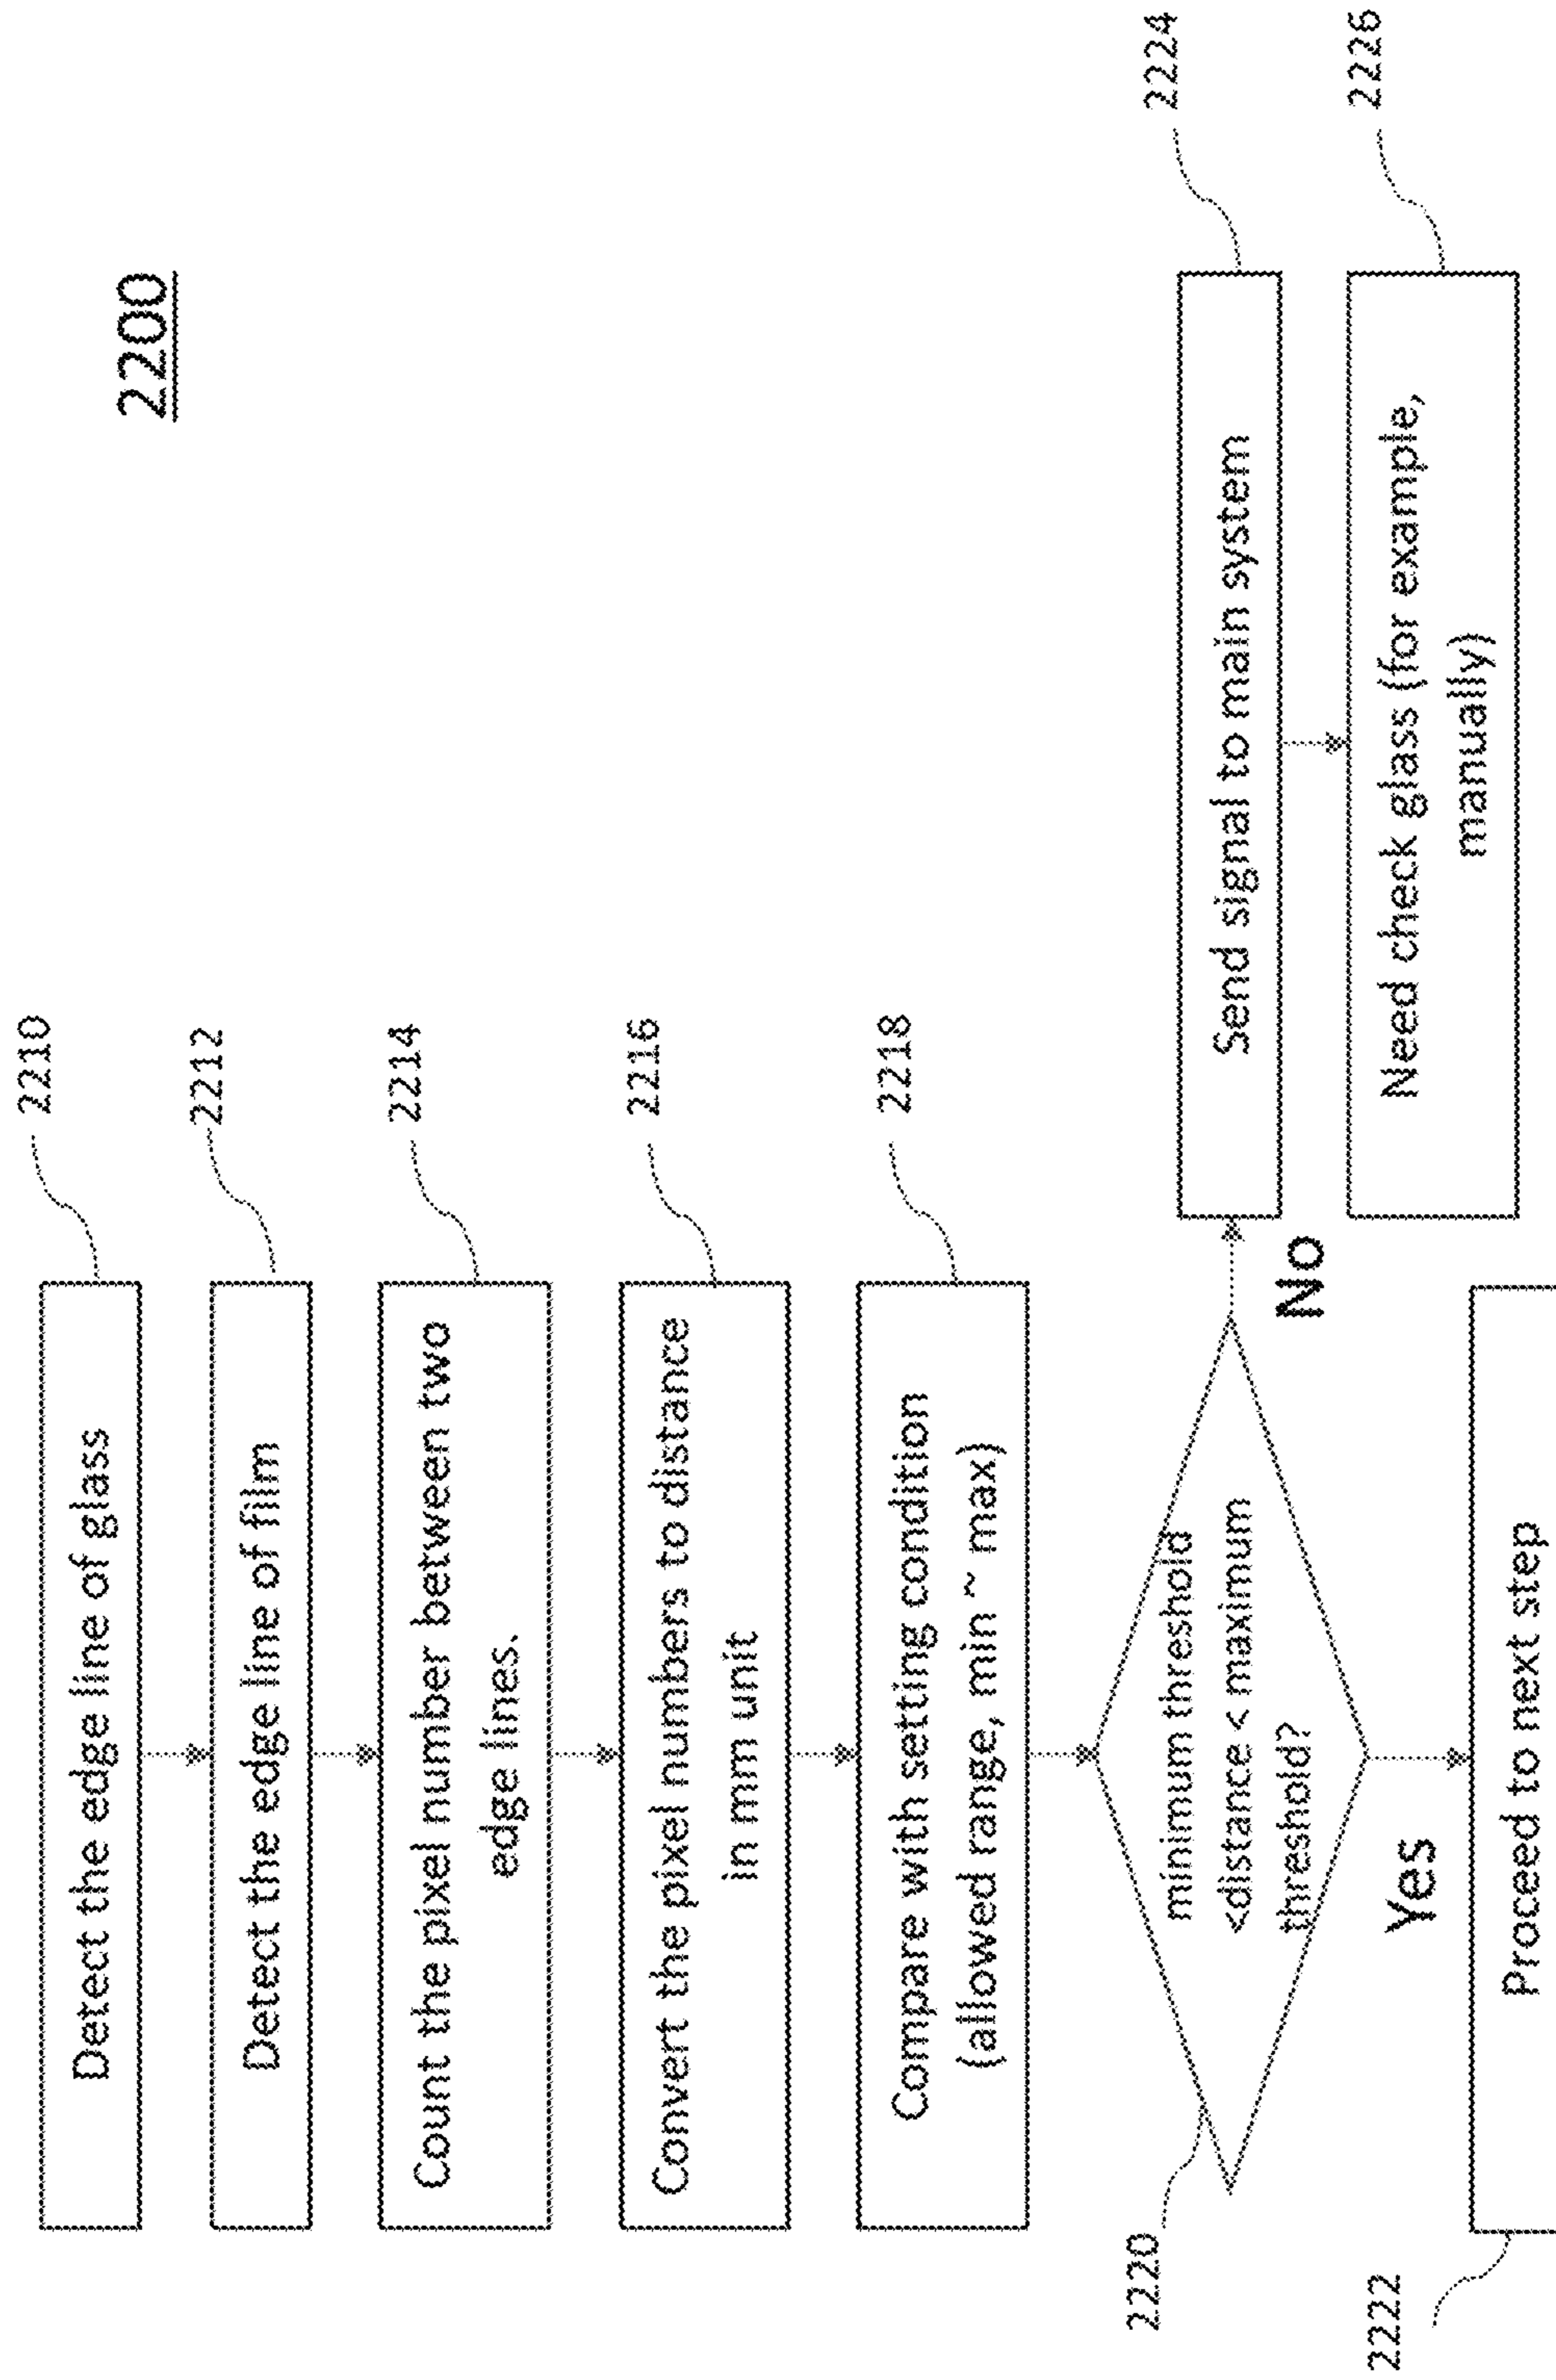 2200
Detect the edge line of glass
2210
Detect the edge line of film
2212
Count the pixel number between two
edge lines.
2214
Convert the pixel numbers to distance
in mm unit
2216
Compare with setting condition
(allowed range, min ~ max)
2218
minimum threshold
<distance < maximum
threshold?
2220
No
Send signal to main system
2224
Need check glass (for example,
manually)
2226
Yes
Proceed to next step
2222